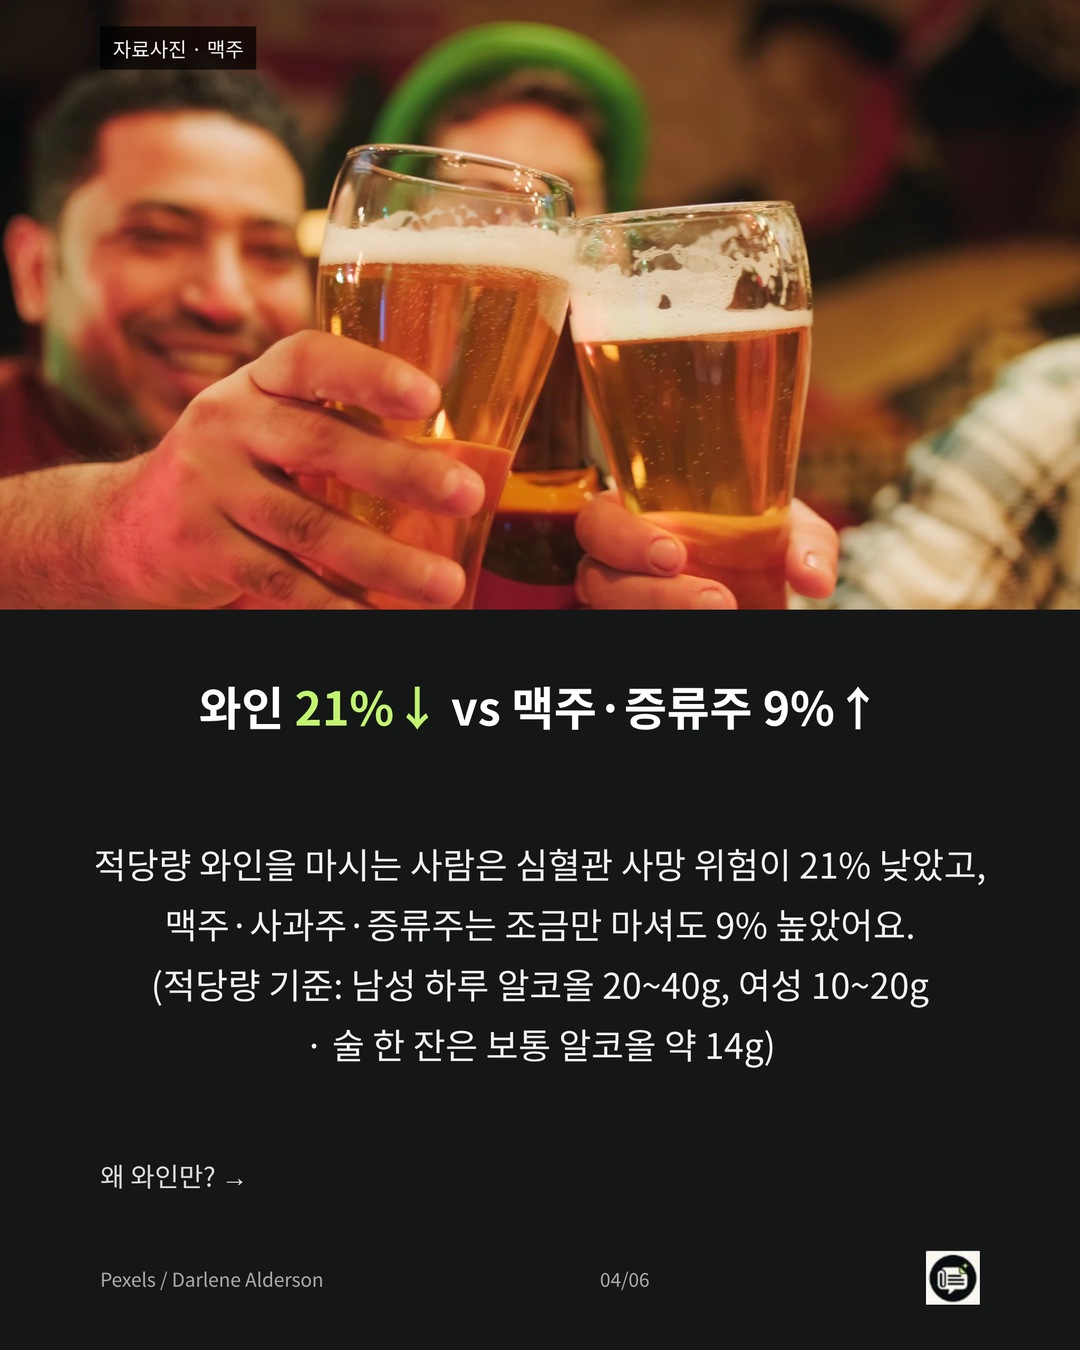 자료사진 · 맥주
와인 21%↓ vs 맥주·증류주 9%↑
적당량 와인을 마시는 사람은 심혈관 사망 위험이 21% 낮았고,
맥주·사과주·증류주는 조금만 마셔도 9% 높았어요.
(적당량 기준: 남성 하루 알코올 20~40g, 여성 10~20g
· 술 한 잔은 보통 알코올 약 14g)
왜 와인만? →
Pexels / Darlene Alderson
04/06